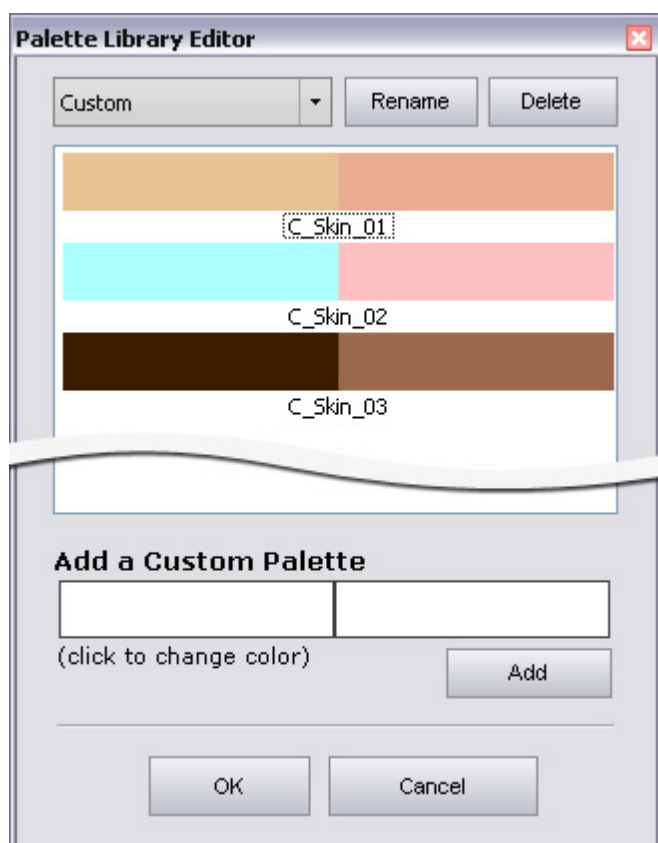 Palette Library Editor
Custom Rename Delete
C_Skin_01
C_Skin_02
C_Skin_03
Add a Custom Palette
(click to change color)
Add
OK Cancel